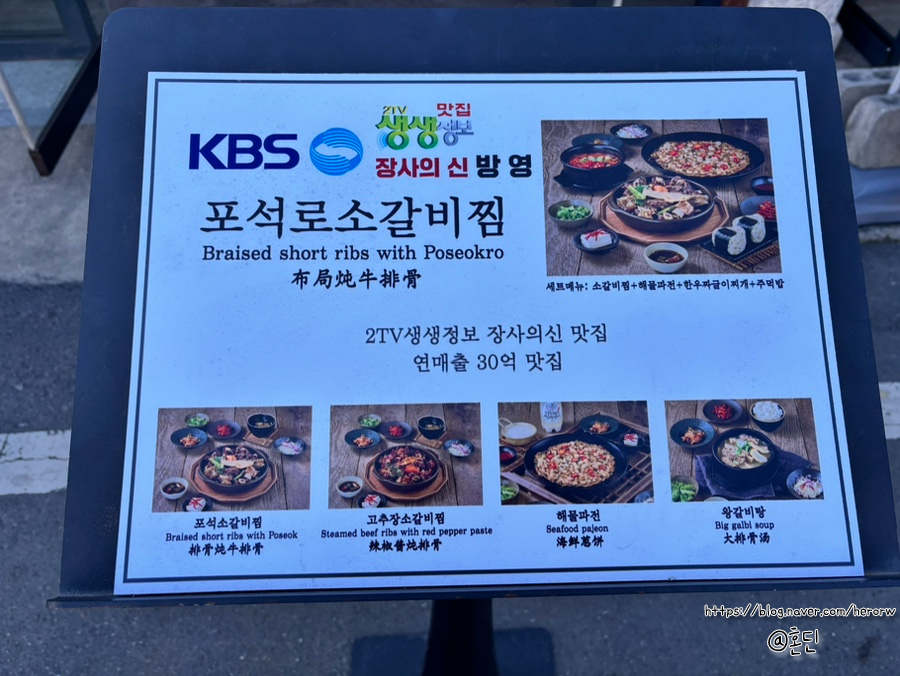 KBS
2TV 생생정보 맛집
장사의 신 방영
포석로소갈비찜
Braised short ribs with Poseokro
布局炖牛排骨
세트메뉴: 소갈비찜+해물파전+한우짜글이찌개+주먹밥
2TV생생정보 장사의신 맛집
연매출 30억 맛집
포석소갈비찜
Braised short ribs with Poseok
排骨炖牛排骨
고추장소갈비찜
Steamed beef ribs with red pepper paste
辣椒酱炖排骨
해물파전
Seafood pajeon
海鲜葱饼
왕갈비탕
Big galbi soup
大排骨汤
https://blog.naver.com/herorw
@혼딘